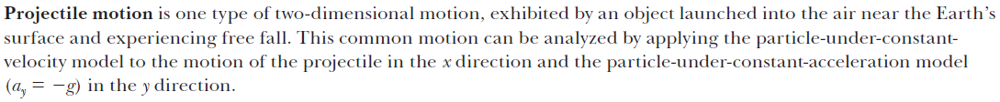 Projectile motion is one type of two-dimensional motion, exhibited by an object launched into the air near the Earth's
surface and experiencing free fall. This common motion can be analyzed by applying the particle-under-constant-
velocity model to the motion of the projectile in the x direction and the particle-under-constant-acceleration model
(a_y = −g) in the y direction.